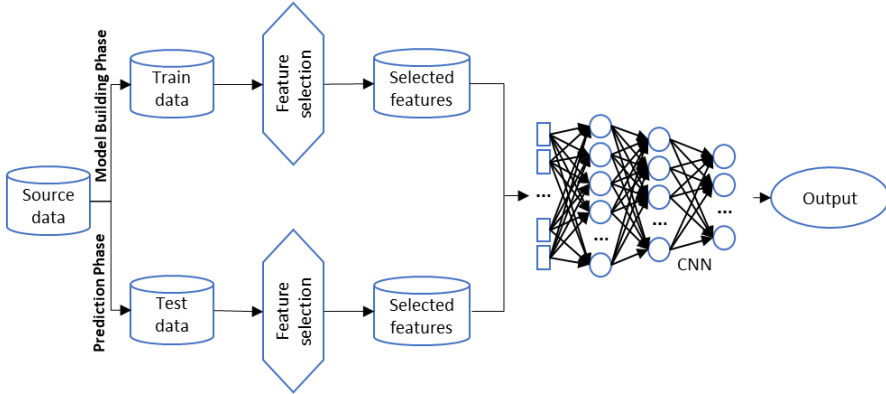 Source
data
Model Building Phase
Train
data
Feature
selection
Selected
features
Prediction Phase
Test
data
Feature
selection
Selected
features
...
...
...
...
CNN
Output